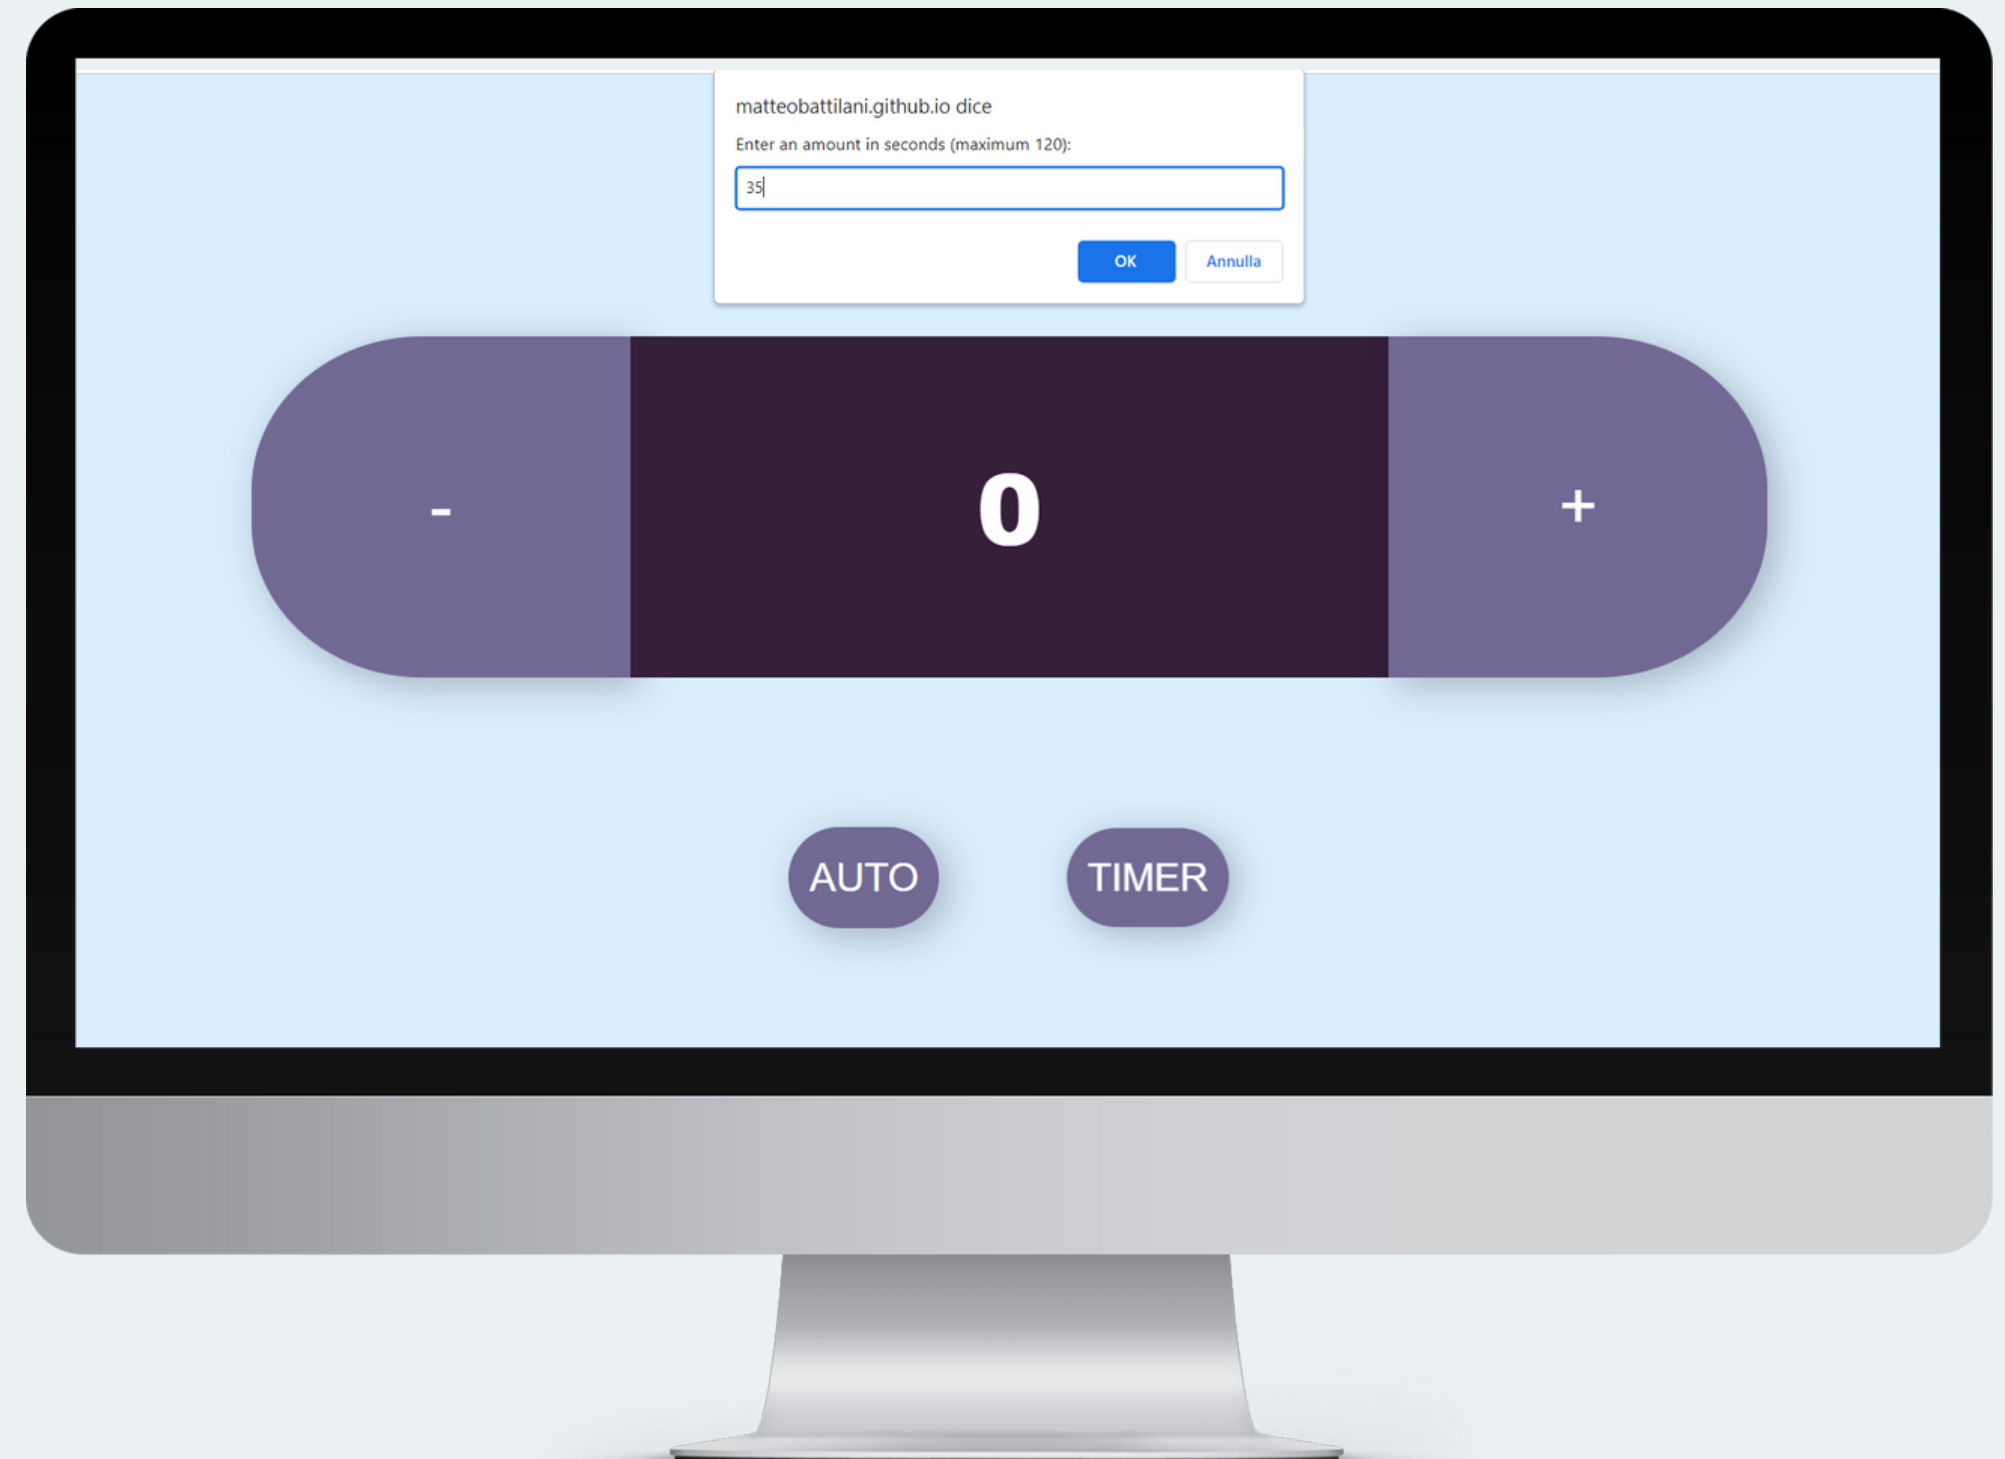 matteobattilani.github.io dice
Enter an amount in seconds (maximum 120):
35
OK Annulla
- 0 +
AUTO TIMER